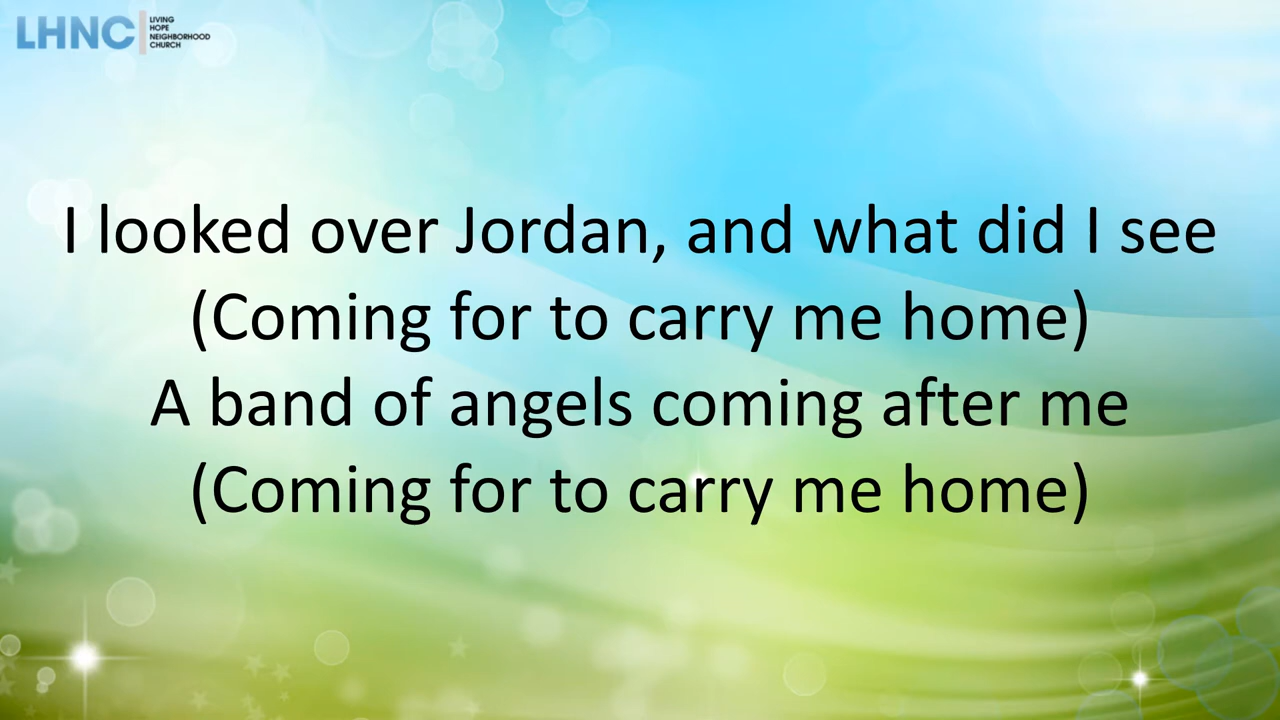 LHNC
LIVING
HOPE
NEIGHBORHOOD
CHURCH
I looked over Jordan, and what did I see
(Coming for to carry me home)
A band of angels coming after me
(Coming for to carry me home)